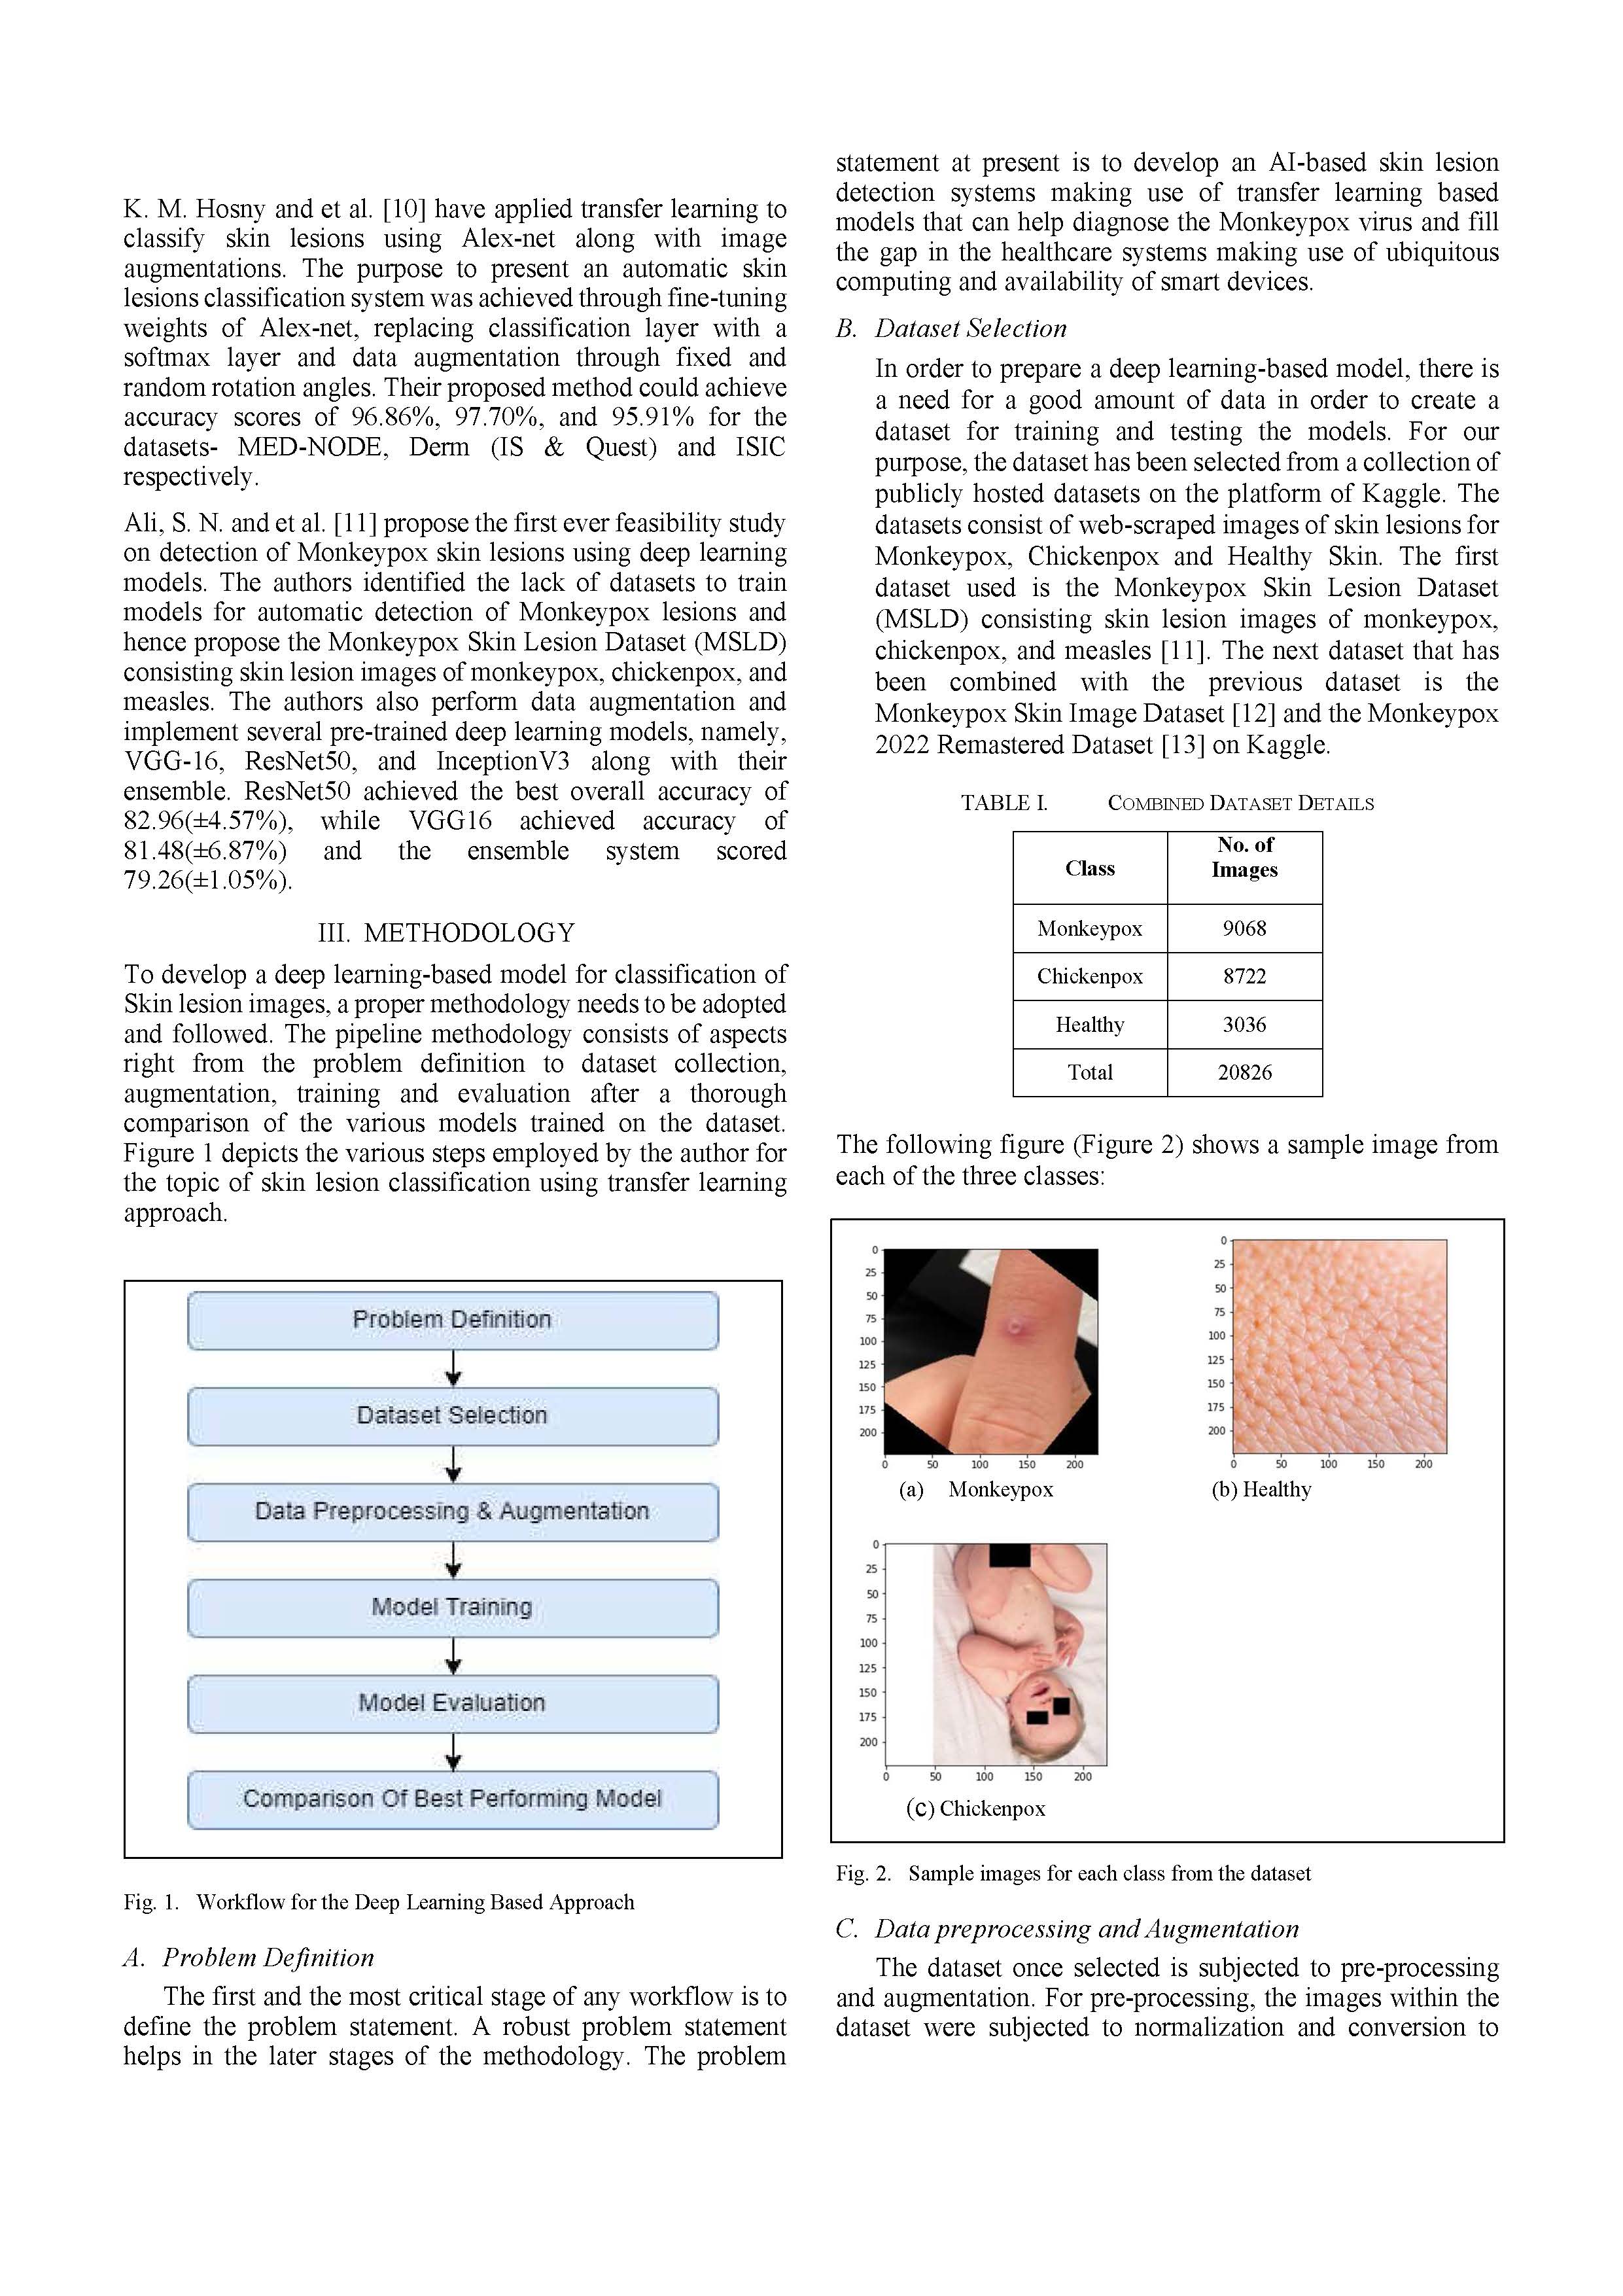 K. M. Hosny and et al. [10] have applied transfer learning to
classify skin lesions using Alex-net along with image
augmentations. The purpose to present an automatic skin
lesions classification system was achieved through fine-tuning
weights of Alex-net, replacing classification layer with a
softmax layer and data augmentation through fixed and
random rotation angles. Their proposed method could achieve
accuracy scores of 96.86%, 97.70%, and 95.91% for the
datasets- MED-NODE, Derm (IS & Quest) and ISIC
respectively.
Ali, S. N. and et al. [11] propose the first ever feasibility study
on detection of Monkeypox skin lesions using deep learning
models. The authors identified the lack of datasets to train
models for automatic detection of Monkeypox lesions and
hence propose the Monkeypox Skin Lesion Dataset (MSLD)
consisting skin lesion images of monkeypox, chickenpox, and
measles. The authors also perform data augmentation and
implement several pre-trained deep learning models, namely,
VGG-16, ResNet50, and InceptionV3 along with their
ensemble. ResNet50 achieved the best overall accuracy of
82.96(±4.57%), while VGG16 achieved accuracy of
81.48(±6.87%) and the ensemble system scored
79.26(±1.05%).
III. METHODOLOGY
To develop a deep learning-based model for classification of
Skin lesion images, a proper methodology needs to be adopted
and followed. The pipeline methodology consists of aspects
right from the problem definition to dataset collection,
augmentation, training and evaluation after a thorough
comparison of the various models trained on the dataset.
Figure 1 depicts the various steps employed by the author for
the topic of skin lesion classification using transfer learning
approach.
Problem Definition
Dataset Selection
Data Preprocessing & Augmentation
Model Training
Model Evaluation
Comparison Of Best Performing Model
Fig. 1. Workflow for the Deep Learning Based Approach
A. Problem Definition
The first and the most critical stage of any workflow is to
define the problem statement. A robust problem statement
helps in the later stages of the methodology. The problem
statement at present is to develop an AI-based skin lesion
detection systems making use of transfer learning based
models that can help diagnose the Monkeypox virus and fill
the gap in the healthcare systems making use of ubiquitous
computing and availability of smart devices.
B. Dataset Selection
In order to prepare a deep learning-based model, there is
a need for a good amount of data in order to create a
dataset for training and testing the models. For our
purpose, the dataset has been selected from a collection of
publicly hosted datasets on the platform of Kaggle. The
datasets consist of web-scraped images of skin lesions for
Monkeypox, Chickenpox and Healthy Skin. The first
dataset used is the Monkeypox Skin Lesion Dataset
(MSLD) consisting skin lesion images of monkeypox,
chickenpox, and measles [11]. The next dataset that has
been combined with the previous dataset is the
Monkeypox Skin Image Dataset [12] and the Monkeypox
2022 Remastered Dataset [13] on Kaggle.
TABLE I. COMBINED DATASET DETAILS
Class No. of
Images
Monkeypox 9068
Chickenpox 8722
Healthy 3036
Total 20826
The following figure (Figure 2) shows a sample image from
each of the three classes:
0
25
50
75
100
125
150
175
200
0 50 100 150 200
(a) Monkeypox
0
25
50
75
100
125
150
175
200
0 50 100 150 200
(b) Healthy
0
25
50
75
100
125
150
175
200
0 50 100 150 200
(c) Chickenpox
Fig. 2. Sample images for each class from the dataset
C. Data preprocessing and Augmentation
The dataset once selected is subjected to pre-processing
and augmentation. For pre-processing, the images within the
dataset were subjected to normalization and conversion to